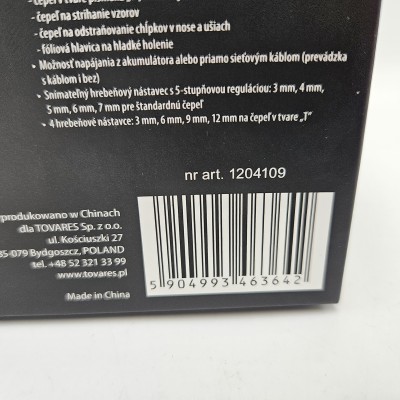 - čepeľ v tvare
- čepeľ na strihanie vzorov
- čepeľ na odstraňovanie chĺpkov v nose a ušiach
- fóliová hlavica na hladké holenie
• Možnosť napájania z akumulátora alebo priamo sieťovým káblom (prevádzka
s káblom i bez)
• Snímateľný hrebeňový nástavec s 5-stupňovou reguláciou: 3 mm, 4 mm,
5 mm, 6 mm, 7 mm pre štandardnú čepeľ
• 4 hrebeňové nástavce: 3 mm, 6 mm, 9 mm, 12 mm na čepeľ v tvare „T"
nr art. 1204109
produkowano w Chinach
dla TOVARES Sp. z o.o.
ul. Kościuszki 27
85-079 Bydgoszcz, POLAND
tel. +48 52 321 33 99
www.tovares.pl
Made in China
5 904993 463642